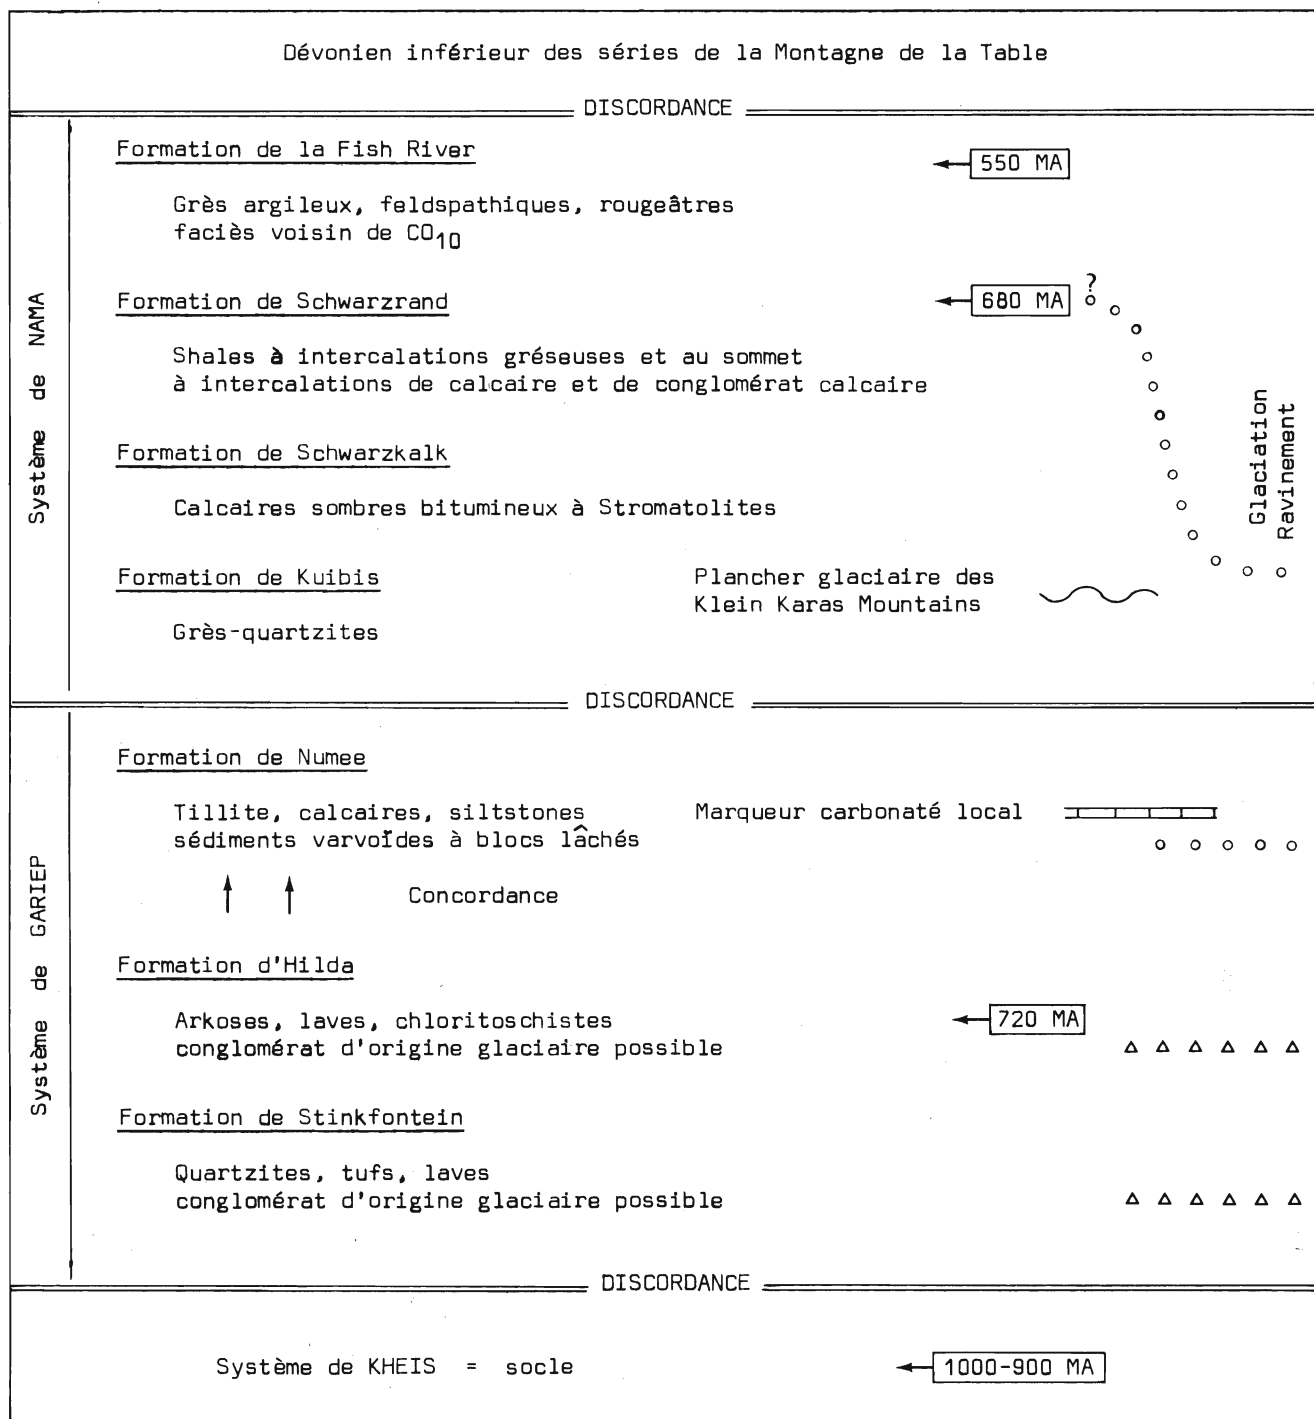 Dévonien inférieur des séries de la Montagne de la Table
DISCORDANCE
Système de NAMA
Formation de la Fish River
550 MA
Grès argileux, feldspathiques, rougeâtres
faciès voisin de CO10
Formation de Schwarzrand
680 MA
?
Shales à intercalations gréseuses et au sommet
à intercalations de calcaire et de conglomérat calcaire
Glaciation
Ravinement
Formation de Schwarzkalk
Calcaires sombres bitumineux à Stromatolites
Formation de Kuibis
Plancher glaciaire des
Klein Karas Mountains
Grès-quartzites
DISCORDANCE
Système de GARIEP
Formation de Numee
Tillite, calcaires, siltstones
sédiments varvoïdes à blocs lâchés
Marqueur carbonaté local
Concordance
Formation d'Hilda
Arkoses, laves, chloritoschistes
conglomérat d'origine glaciaire possible
720 MA
Formation de Stinkfontein
Quartzites, tufs, laves
conglomérat d'origine glaciaire possible
DISCORDANCE
Système de KHEIS = socle
1000-900 MA